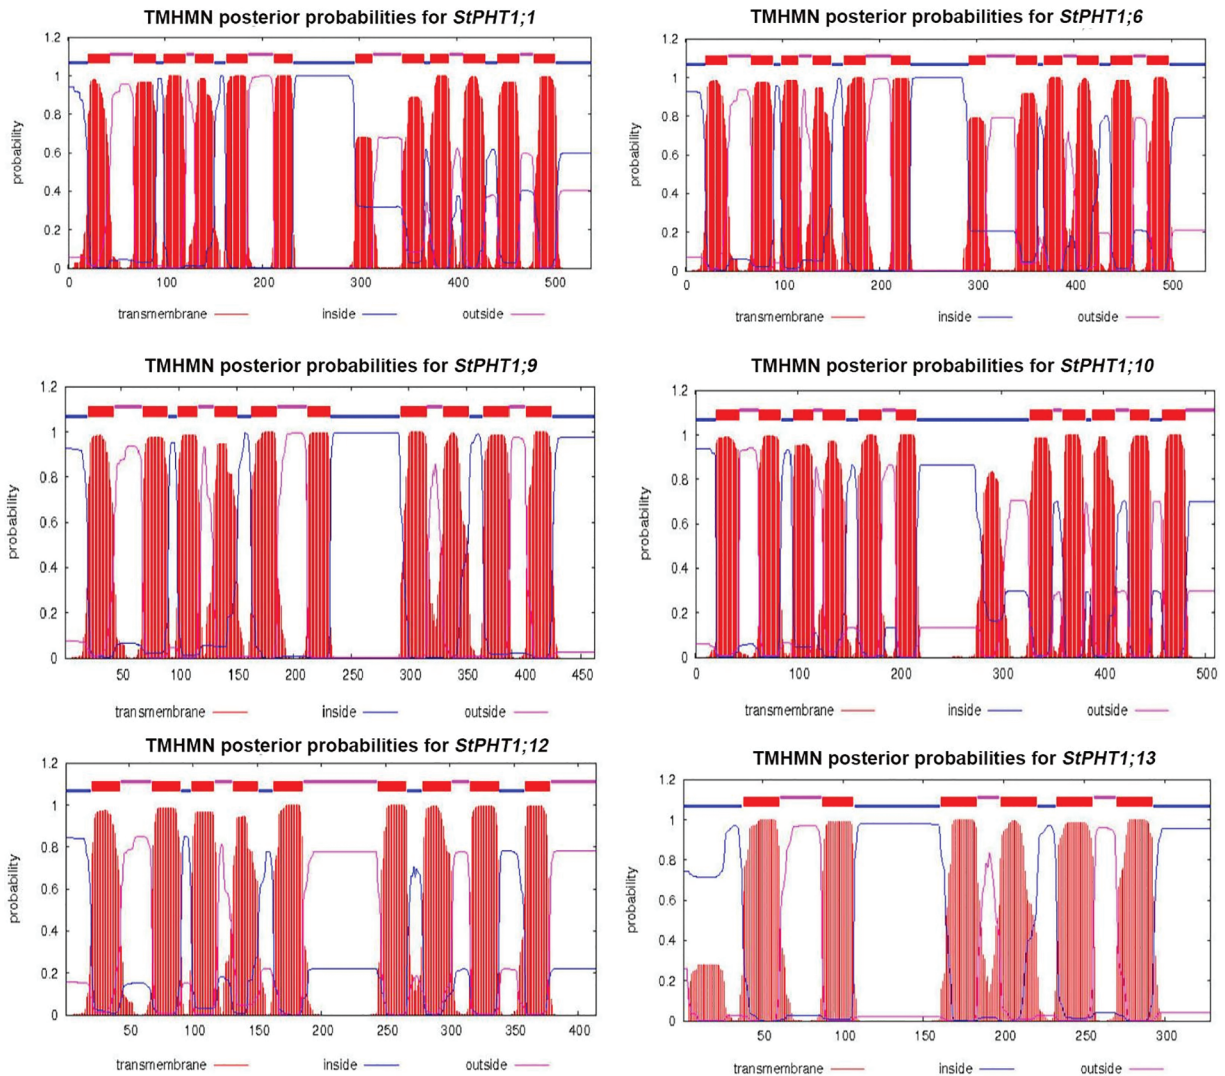 TMHMN posterior probabilities for StPHT1;1
1.2
1
0.8
0.6
0.4
0.2
0
probability
0 100 200 300 400 500
transmembrane inside outside
TMHMN posterior probabilities for StPHT1;6
1.2
1
0.8
0.6
0.4
0.2
0
probability
0 100 200 300 400 500
transmembrane inside outside
TMHMN posterior probabilities for StPHT1;9
1.2
1
0.8
0.6
0.4
0.2
0
probability
50 100 150 200 250 300 350 400 450
transmembrane inside outside
TMHMN posterior probabilities for StPHT1;10
1.2
1
0.8
0.6
0.4
0.2
0
probability
0 100 200 300 400 500
transmembrane inside outside
TMHMN posterior probabilities for StPHT1;12
1.2
1
0.8
0.6
0.4
0.2
0
probability
50 100 150 200 250 300 350 400
transmembrane inside outside
TMHMN posterior probabilities for StPHT1;13
1.2
1
0.8
0.6
0.4
0.2
0
probability
50 100 150 200 250 300
transmembrane inside outside